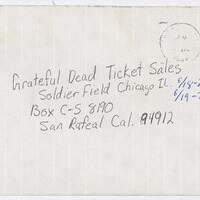 Grateful Dead Ticket Sales
Soldier Field Chicago Il. 6/18-
6/19-
Box C-S 8190
San Rafeal Cal. 94912